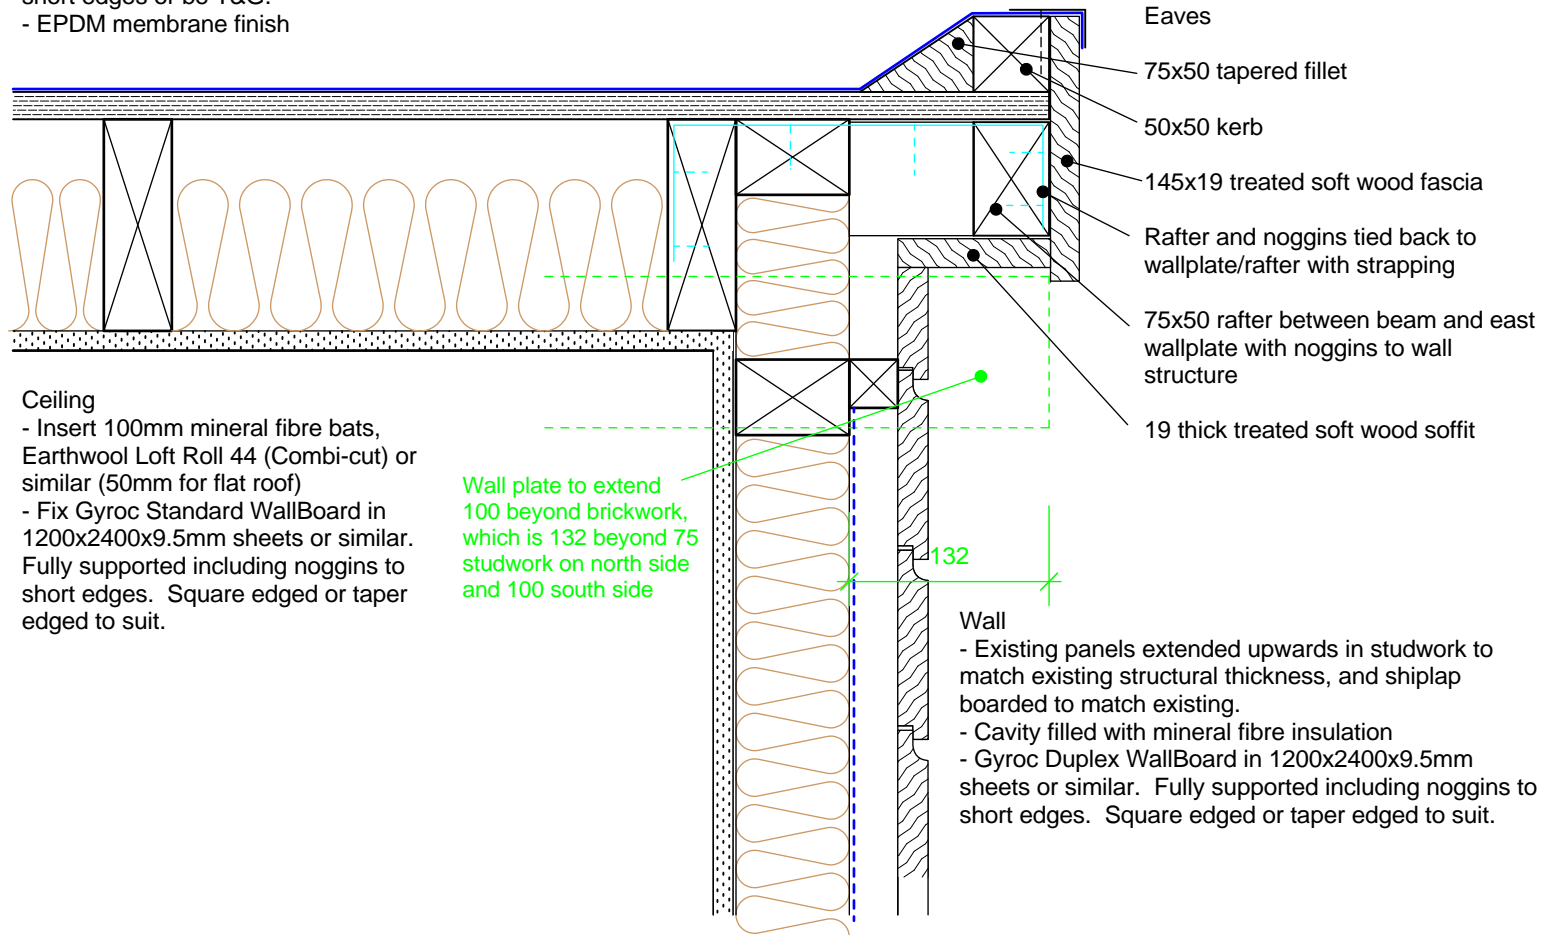 short edges or be T&G.
- EPDM membrane finish
Eaves
75x50 tapered fillet
50x50 kerb
145x19 treated soft wood fascia
Rafter and noggins tied back to
wallplate/rafter with strapping
75x50 rafter between beam and east
wallplate with noggins to wall
structure
19 thick treated soft wood soffit
Ceiling
- Insert 100mm mineral fibre bats,
Earthwool Loft Roll 44 (Combi-cut) or
similar (50mm for flat roof)
- Fix Gyroc Standard WallBoard in
1200x2400x9.5mm sheets or similar.
Fully supported including noggins to
short edges.  Square edged or taper
edged to suit.
Wall plate to extend
100 beyond brickwork,
which is 132 beyond 75
studwork on north side
and 100 south side
132
Wall
- Existing panels extended upwards in studwork to
match existing structural thickness, and shiplap
boarded to match existing.
- Cavity filled with mineral fibre insulation
- Gyroc Duplex WallBoard in 1200x2400x9.5mm
sheets or similar.  Fully supported including noggins to
short edges.  Square edged or taper edged to suit.